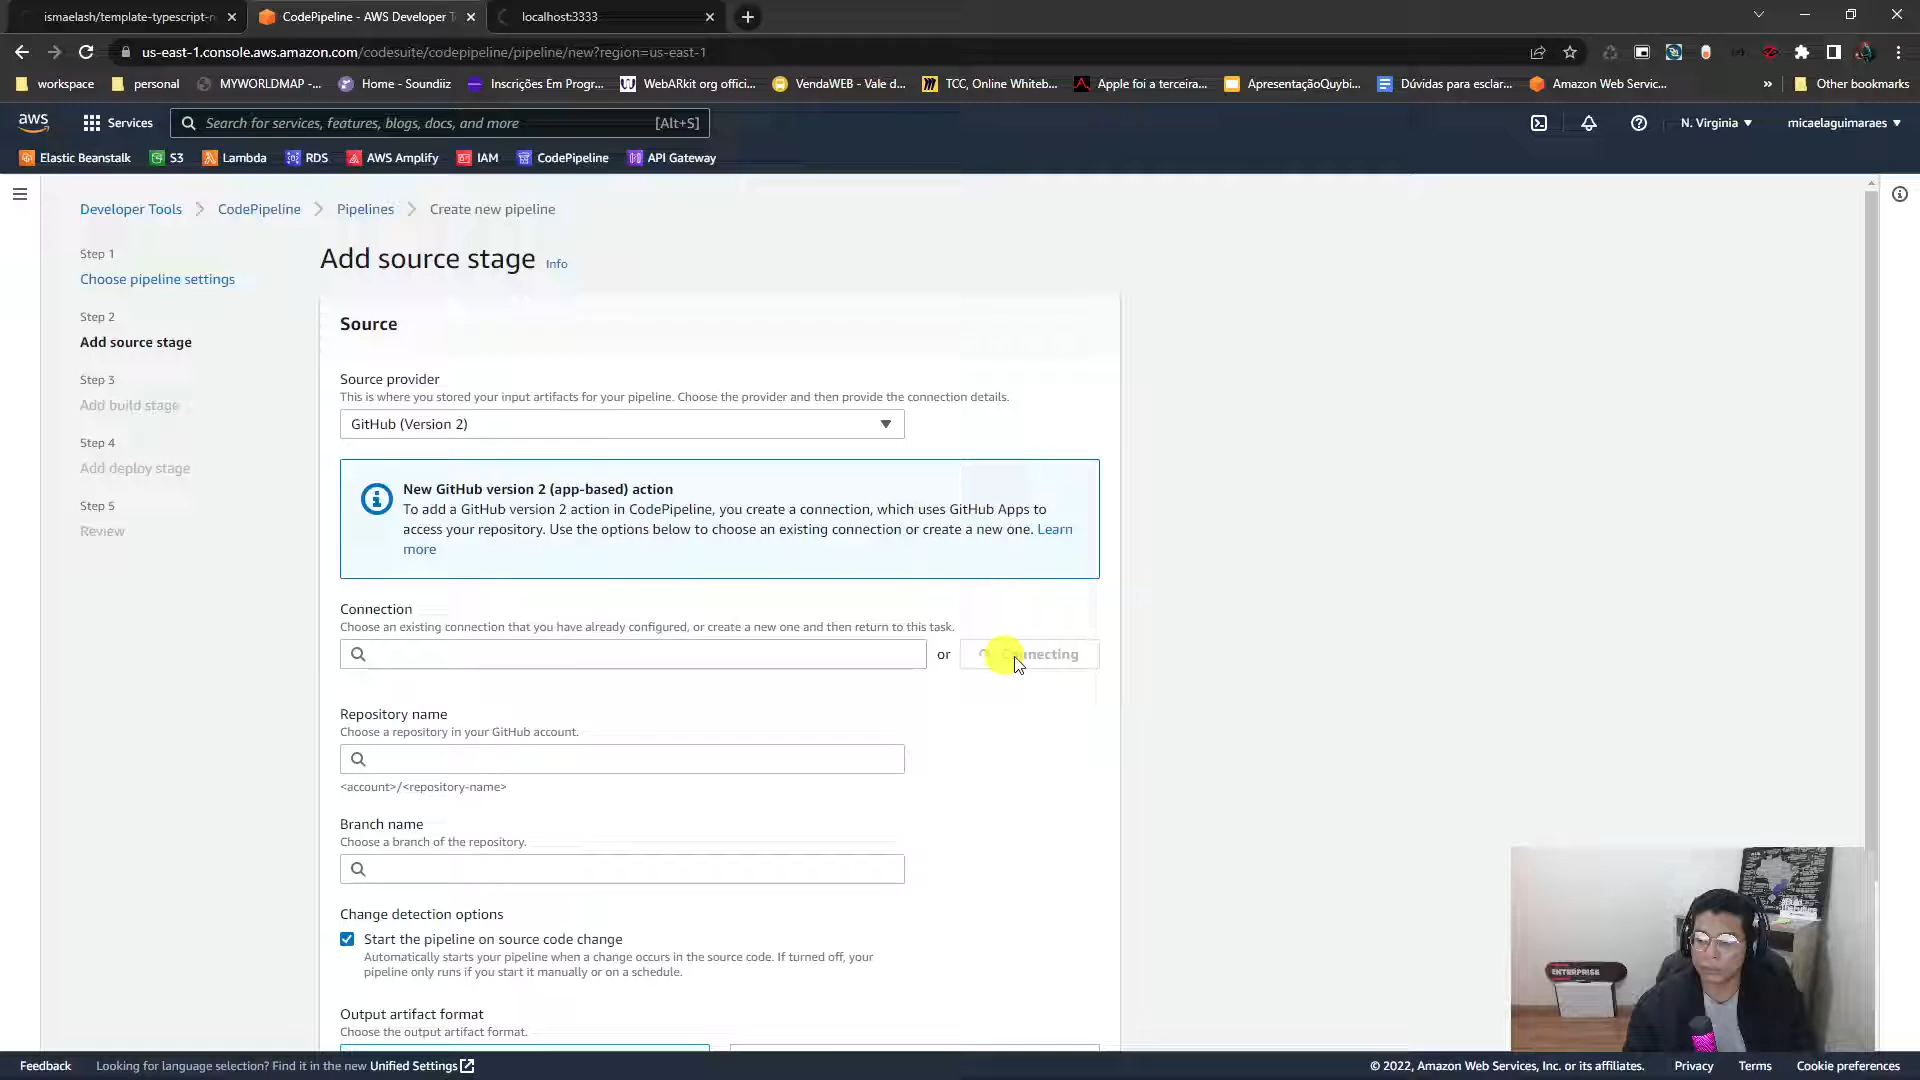 ismaelash/template-typescript-n
CodePipeline - AWS Developer T
localhost:3333
us-east-1.console.aws.amazon.com/codesuite/codepipeline/pipeline/new?region=us-east-1
workspace
personal
MYWORLDMAP -...
Home - Soundiiz
Inscrições Em Progr...
WebARkit org offici...
VendaWEB - Vale d...
TCC, Online Whiteb...
Apple foi a terceira...
ApresentaçãoQuybi...
Dúvidas para esclar...
Amazon Web Servic...
»
Other bookmarks
aws
Services
Search for services, features, blogs, docs, and more
[Alt+S]
N. Virginia
micaelaguimaraes
Elastic Beanstalk
S3
Lambda
RDS
AWS Amplify
IAM
CodePipeline
API Gateway
Developer Tools
CodePipeline
Pipelines
Create new pipeline
Step 1
Choose pipeline settings
Step 2
Add source stage
Step 3
Add build stage
Step 4
Add deploy stage
Step 5
Review
Add source stage
Info
Source
Source provider
This is where you stored your input artifacts for your pipeline. Choose the provider and then provide the connection details.
GitHub (Version 2)
New GitHub version 2 (app-based) action
To add a GitHub version 2 action in CodePipeline, you create a connection, which uses GitHub Apps to
access your repository. Use the options below to choose an existing connection or create a new one. Learn
more
Connection
Choose an existing connection that you have already configured, or create a new one and then return to this task.
or
Connecting
Repository name
Choose a repository in your GitHub account.
<account>/<repository-name>
Branch name
Choose a branch of the repository.
Change detection options
Start the pipeline on source code change
Automatically starts your pipeline when a change occurs in the source code. If turned off, your
pipeline only runs if you start it manually or on a schedule.
Output artifact format
Choose the output artifact format.
ENTERPRISE
Feedback
Looking for language selection? Find it in the new Unified Settings
© 2022, Amazon Web Services, Inc. or its affiliates.
Privacy
Terms
Cookie preferences